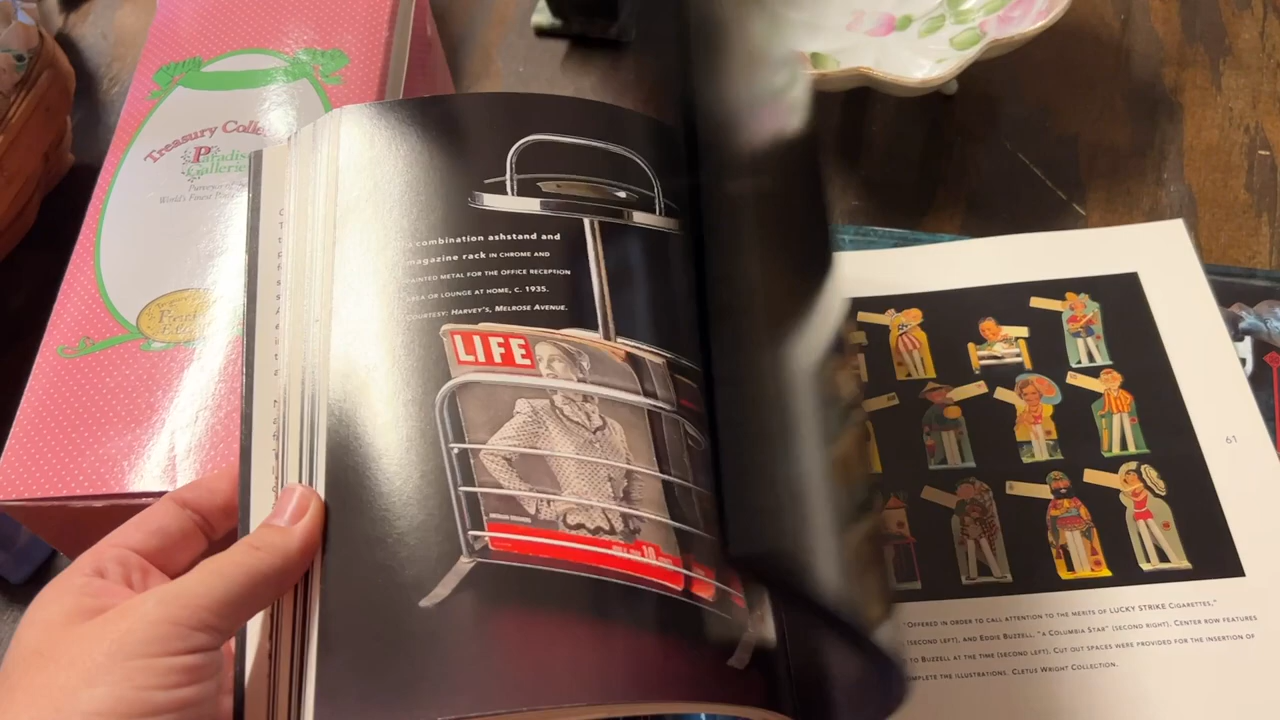 Treasury Colle
Paradis
Gallerie
World's Finest
combination ashstand and
magazine rack IN CHROME AND
PAINTED METAL FOR THE OFFICE RECEPTION
AREA OR LOUNGE AT HOME, C. 1935.
COURTESY: HARVEY'S, MELROSE AVENUE.
LIFE
10
61
"OFFERED IN ORDER TO CALL ATTENTION TO THE MERITS OF LUCKY STRIKE CIGARETTES,"
(SECOND LEFT), AND EDDIE BUZZELL, "A COLUMBIA STAR" (SECOND RIGHT). CENTER ROW FEATURES
TO BUZZELL AT THE TIME (SECOND LEFT). CUT OUT SPACES WERE PROVIDED FOR THE INSERTION OF
OMPLETE THE ILLUSTRATIONS. CLETUS WRIGHT COLLECTION.